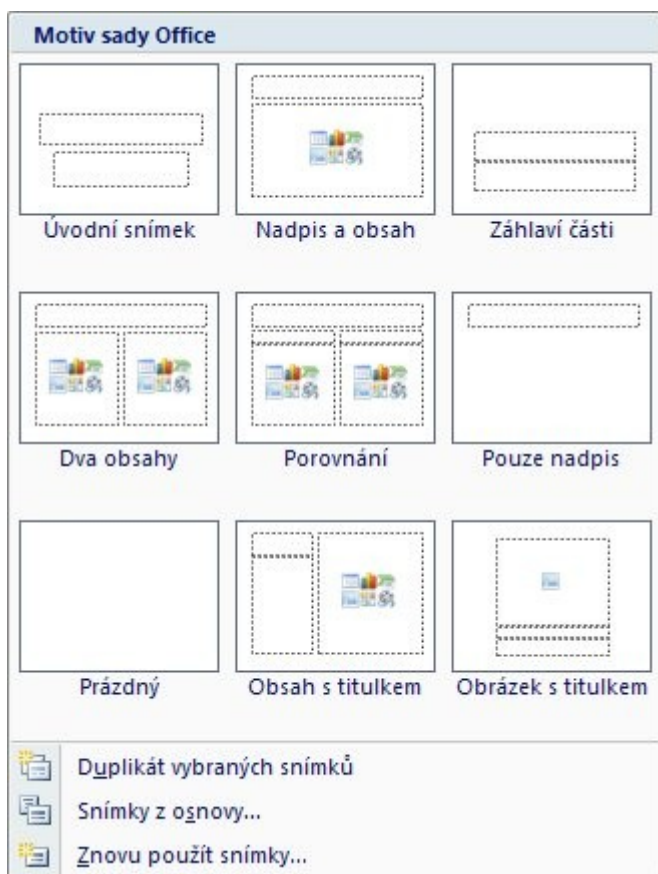 Motiv sady Office
Úvodní snímek
Nadpis a obsah
Záhlaví části
Dva obsahy
Porovnání
Pouze nadpis
Prázdný
Obsah s titulkem
Obrázek s titulkem
Duplikát vybraných snímků
Snímky z osnovy...
Znovu použít snímky...